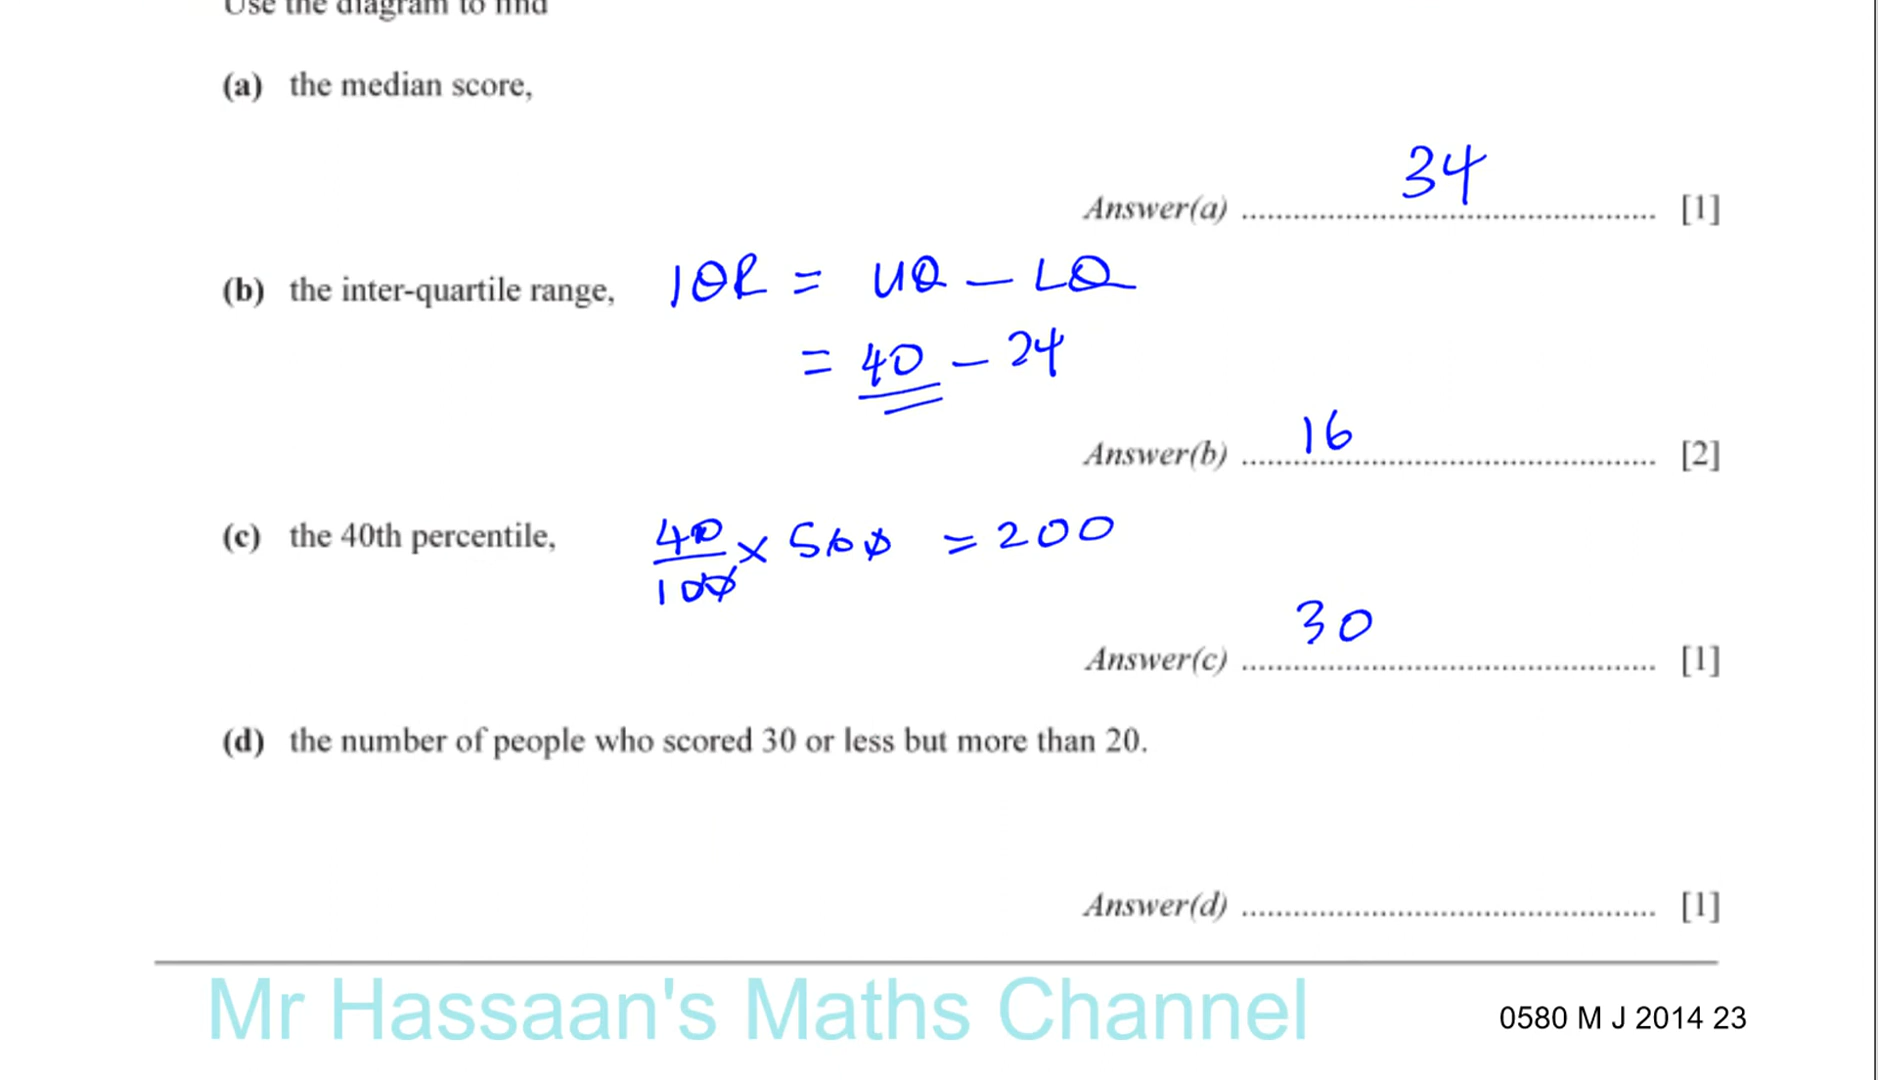 Use the diagram to find
(a) the median score,
34
Answer(a) ........................................ [1]
(b) the inter-quartile range, IQR = UQ – LQ
= 40 – 24
16
Answer(b) ........................................ [2]
(c) the 40th percentile, 40/100 × 500 = 200
30
Answer(c) ........................................ [1]
(d) the number of people who scored 30 or less but more than 20.
Answer(d) ........................................ [1]
Mr Hassaan's Maths Channel
0580 M J 2014 23